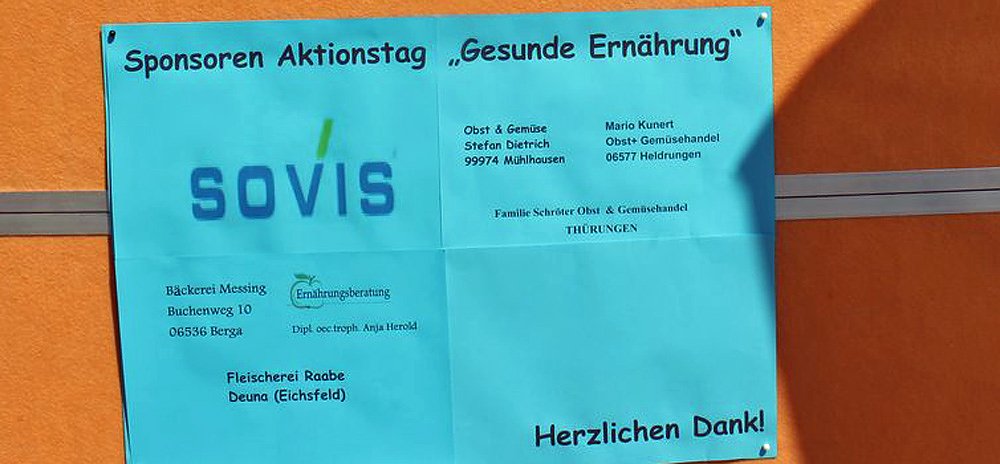 Sponsoren Aktionstag „Gesunde Ernährung“
SOVIS
Obst & Gemüse
Stefan Dietrich
99974 Mühlhausen
Mario Kunert
Obst+ Gemüsehandel
06577 Heldrungen
Familie Schröter Obst & Gemüsehandel
THÜRUNGEN
Bäckerei Messing
Buchenweg 10
06536 Berga
Ernährungsberatung
Dipl. oec.troph. Anja Herold
Fleischerei Raabe
Deuna (Eichsfeld)
Herzlichen Dank!